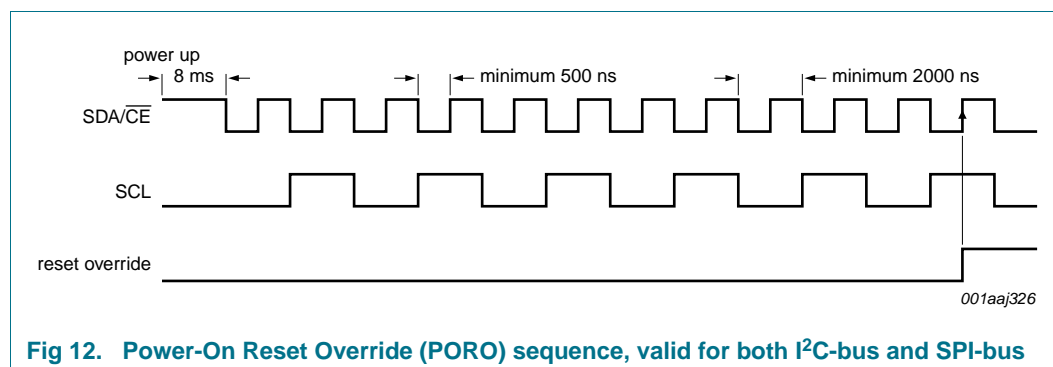 power up
8 ms
minimum 500 ns
minimum 2000 ns
SDA/CE
SCL
reset override
001aaj326
Fig 12. Power-On Reset Override (PORO) sequence, valid for both I²C-bus and SPI-bus